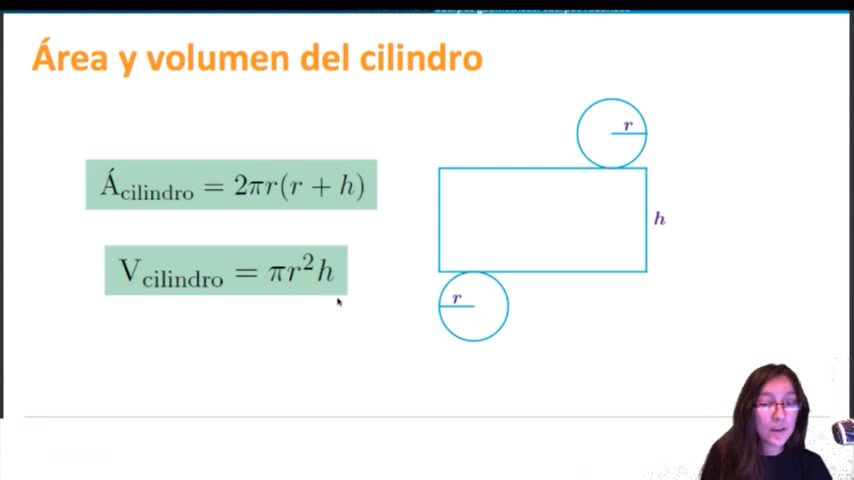 Área y volumen del cilindro
r
Á_cilindro = 2πr(r + h)
h
V_cilindro = πr²h
r